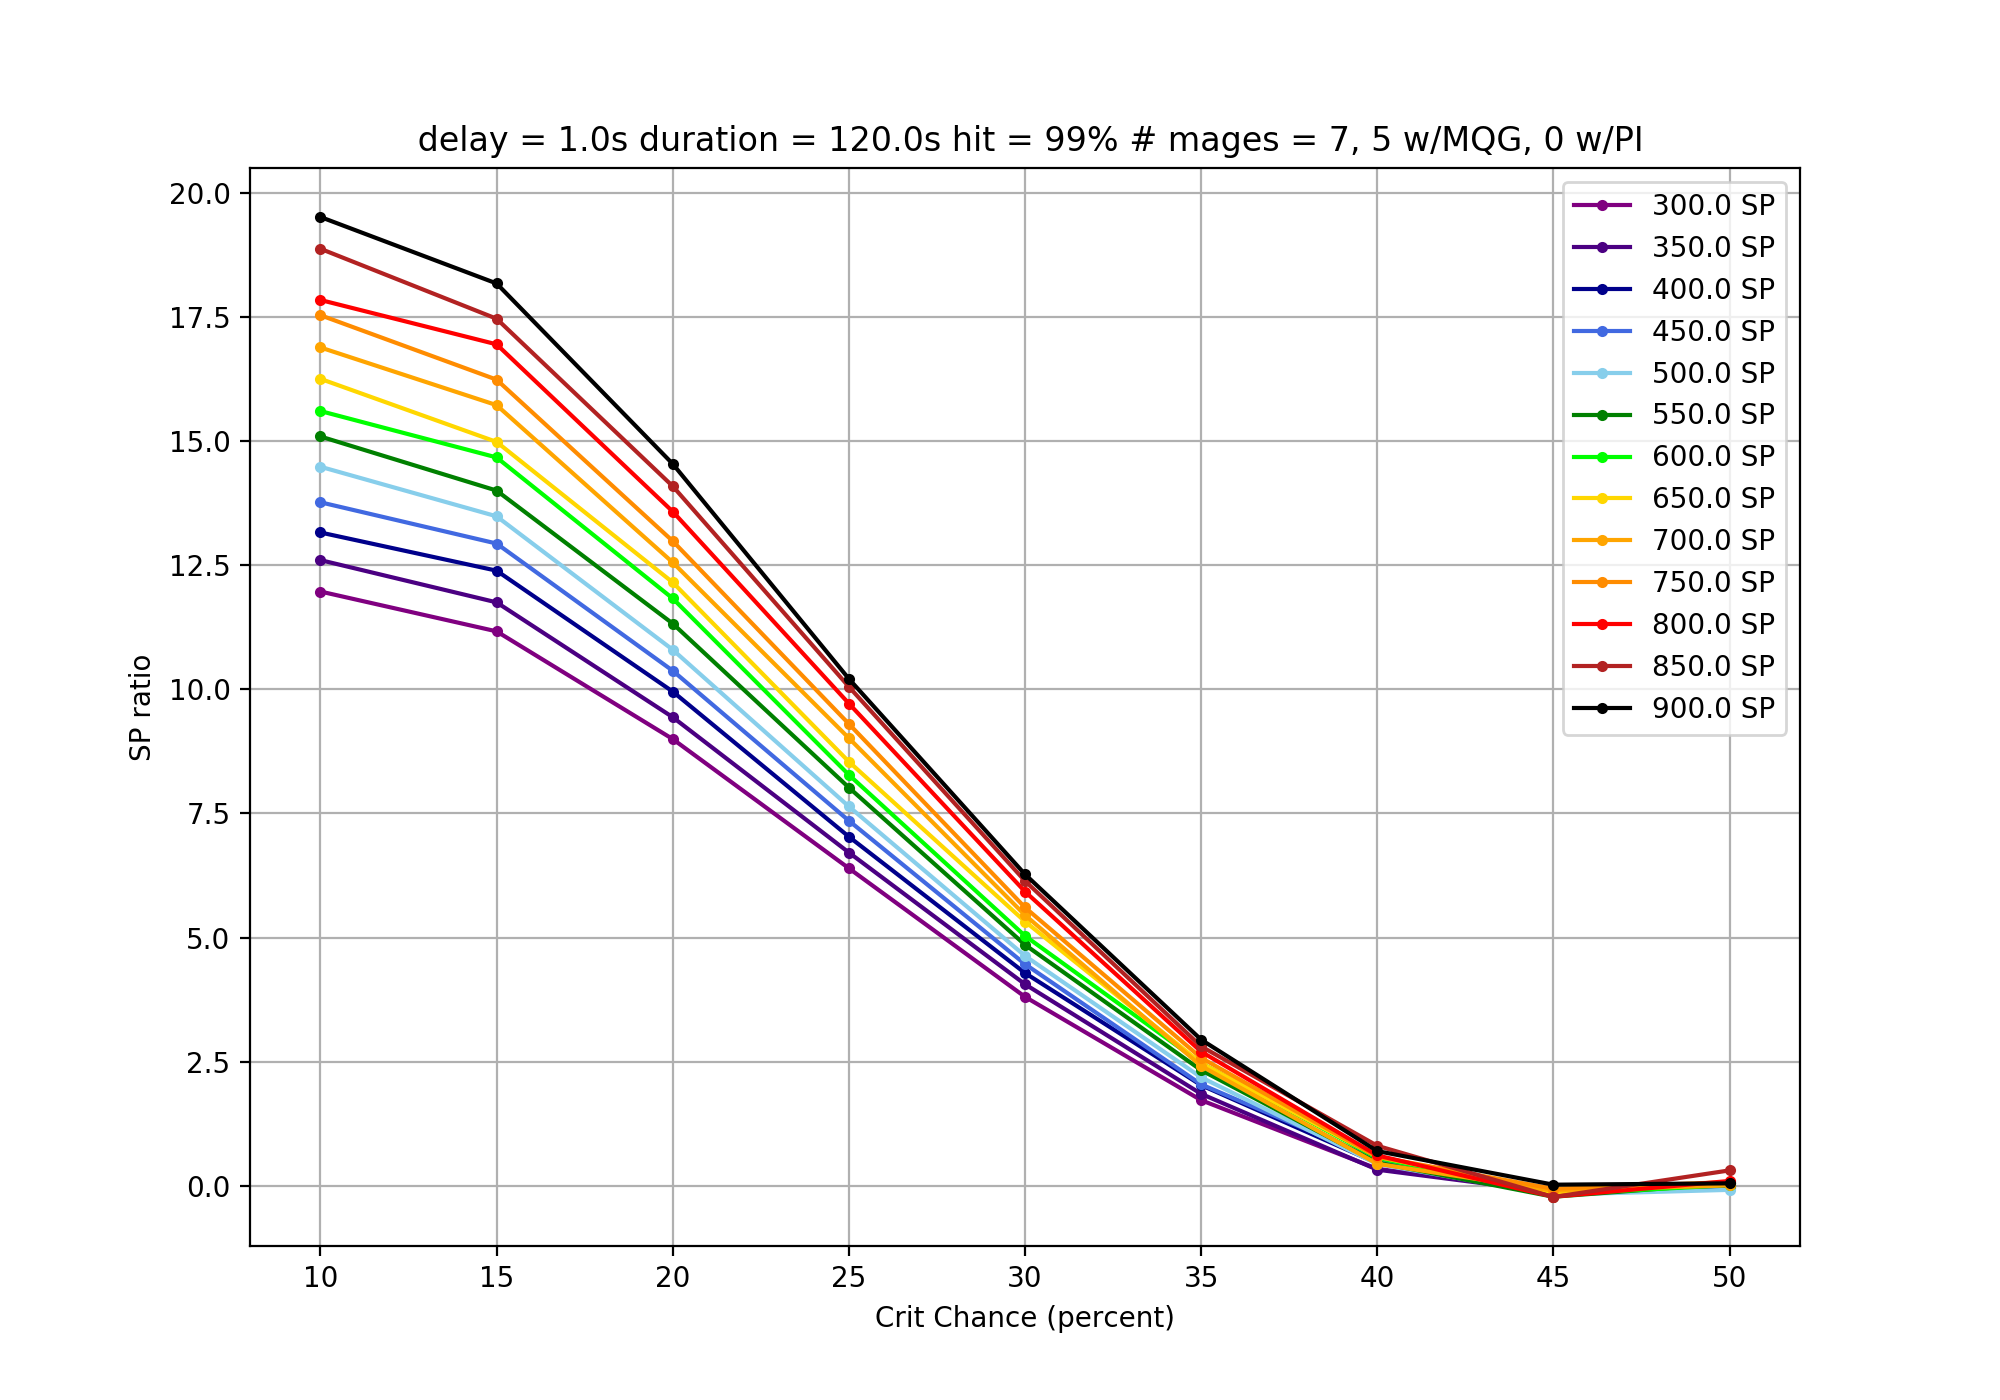 delay = 1.0s duration = 120.0s hit = 99% # mages = 7, 5 w/MQG, 0 w/PI
20.0
17.5
15.0
12.5
10.0
7.5
5.0
2.5
0.0
SP ratio
300.0 SP
350.0 SP
400.0 SP
450.0 SP
500.0 SP
550.0 SP
600.0 SP
650.0 SP
700.0 SP
750.0 SP
800.0 SP
850.0 SP
900.0 SP
10 15 20 25 30 35 40 45 50
Crit Chance (percent)